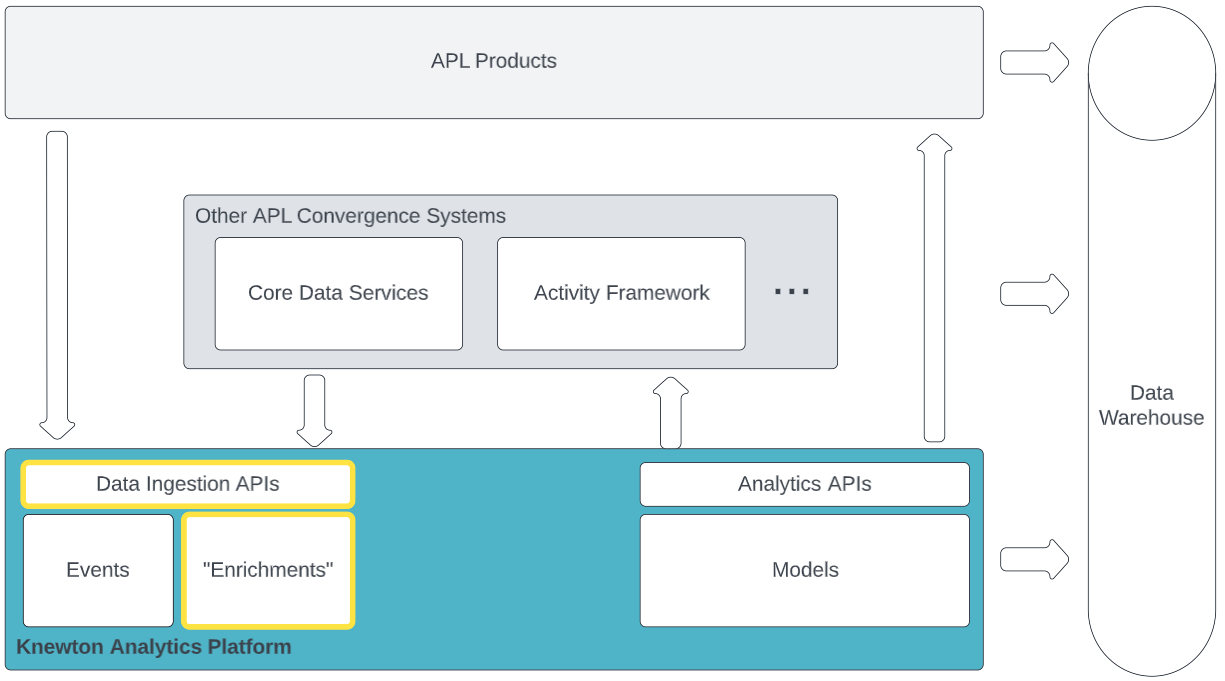 APL Products
Other APL Convergence Systems
Core Data Services
Activity Framework
...
Data
Warehouse
Data Ingestion APIs
Analytics APIs
Events
"Enrichments"
Models
Knewton Analytics Platform